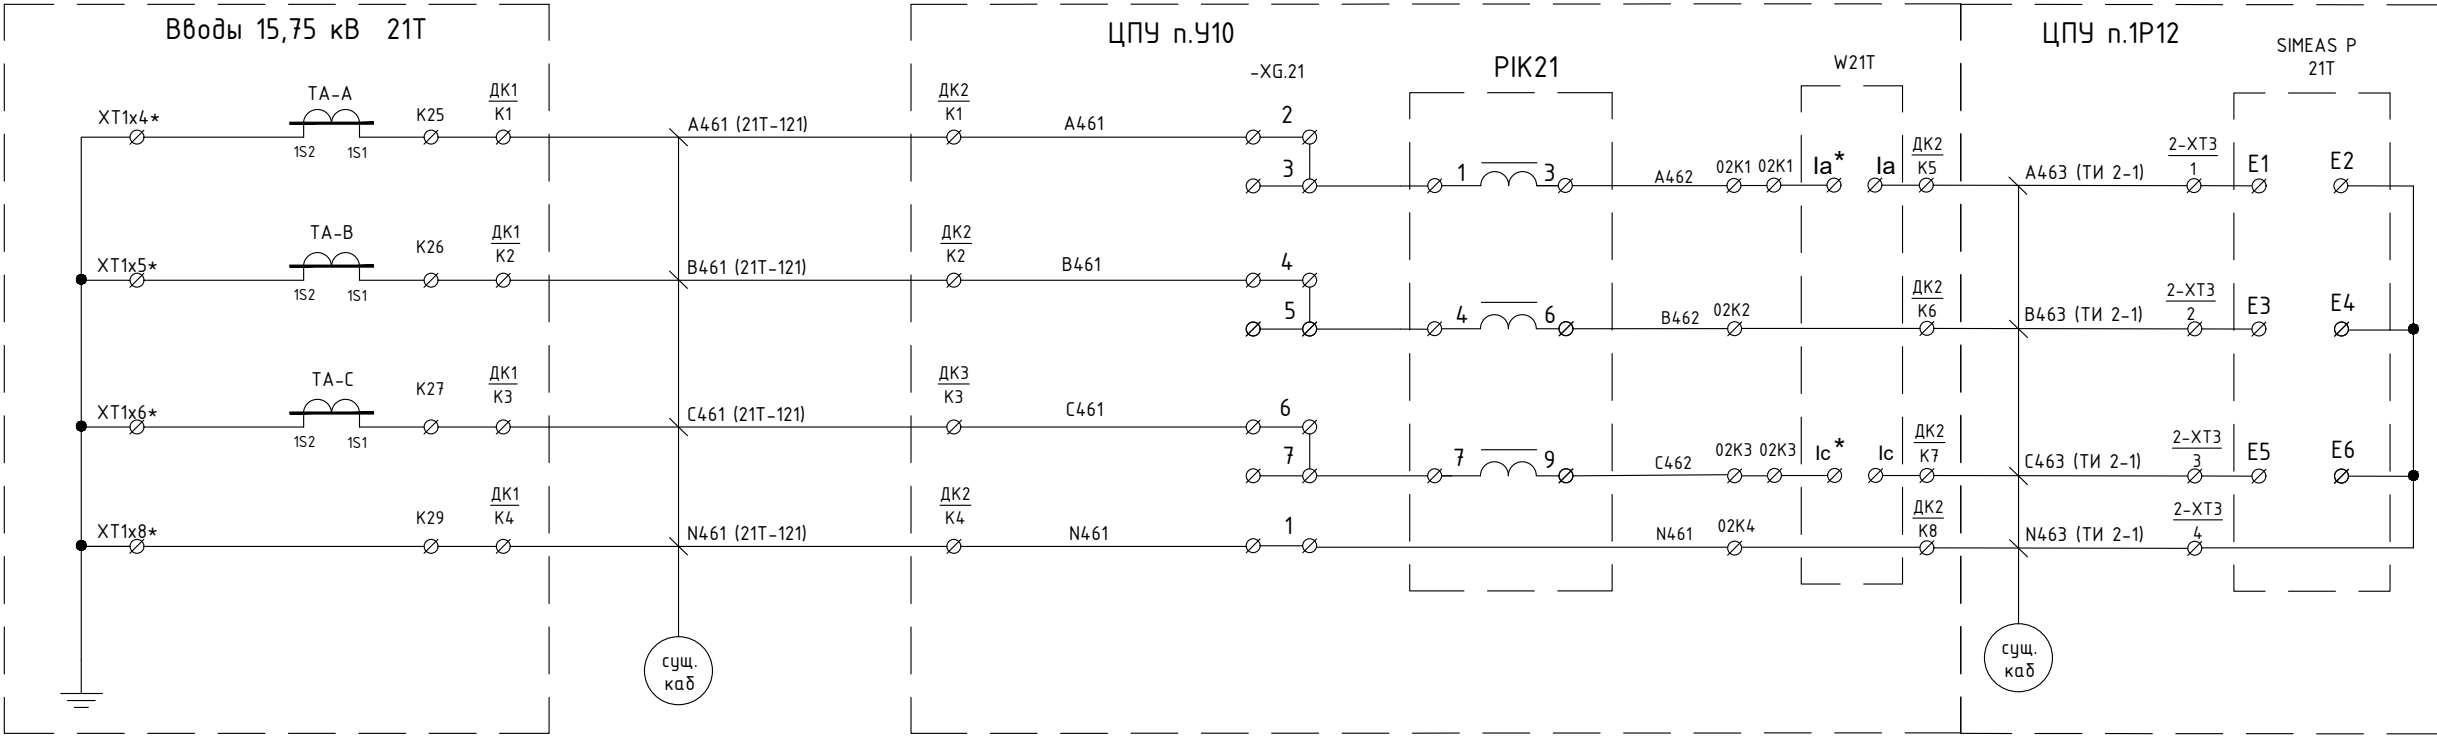 Вводы 15,75 кВ 21Т
ЦПУ п.У10
ЦПУ п.1Р12
-XG.21
PIK21
W21T
SIMEAS P
21T
XT1x4*
TA-A
1S2
1S1
K25
ДК1
K1
A461 (21Т-121)
ДК2
K1
A461
2
3
1
3
A462
02K1
02K1
Ia*
Ia
ДК2
K5
A463 (ТИ 2-1)
2-XT3
1
E1
E2
XT1x5*
TA-B
1S2
1S1
K26
ДК1
K2
B461 (21Т-121)
ДК2
K2
B461
4
5
4
6
B462
02K2
ДК2
K6
B463 (ТИ 2-1)
2-XT3
2
E3
E4
XT1x6*
TA-C
1S2
1S1
K27
ДК1
K3
C461 (21Т-121)
ДК3
K3
C461
6
7
7
9
C462
02K3
02K3
Ic*
Ic
ДК2
K7
C463 (ТИ 2-1)
2-XT3
3
E5
E6
XT1x8*
K29
ДК1
K4
N461 (21Т-121)
ДК2
K4
N461
1
N461
02K4
ДК2
K8
N463 (ТИ 2-1)
2-XT3
4
сущ.
каб
сущ.
каб